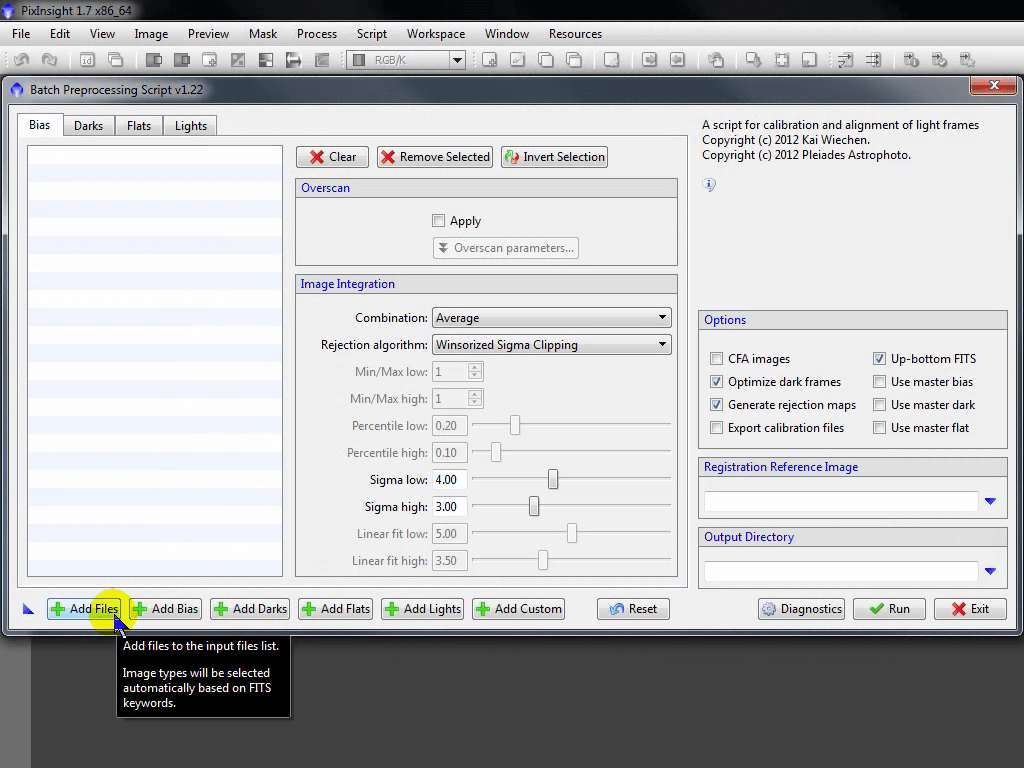 PixInsight 1.7 x86_64
File Edit View Image Preview Mask Process Script Workspace Window Resources
RGB/K
Batch Preprocessing Script v1.22
Bias Darks Flats Lights
Clear Remove Selected Invert Selection
Overscan
Apply
Overscan parameters...
Image Integration
Combination: Average
Rejection algorithm: Winsorized Sigma Clipping
Min/Max low: 1
Min/Max high: 1
Percentile low: 0.20
Percentile high: 0.10
Sigma low: 4.00
Sigma high: 3.00
Linear fit low: 5.00
Linear fit high: 3.50
A script for calibration and alignment of light frames
Copyright (c) 2012 Kai Wiechen.
Copyright (c) 2012 Pleiades Astrophoto.
Options
CFA images Up-bottom FITS
Optimize dark frames Use master bias
Generate rejection maps Use master dark
Export calibration files Use master flat
Registration Reference Image
Output Directory
Add Files Add Bias Add Darks Add Flats Add Lights Add Custom Reset Diagnostics Run Exit
Add files to the input files list.
Image types will be selected
automatically based on FITS
keywords.